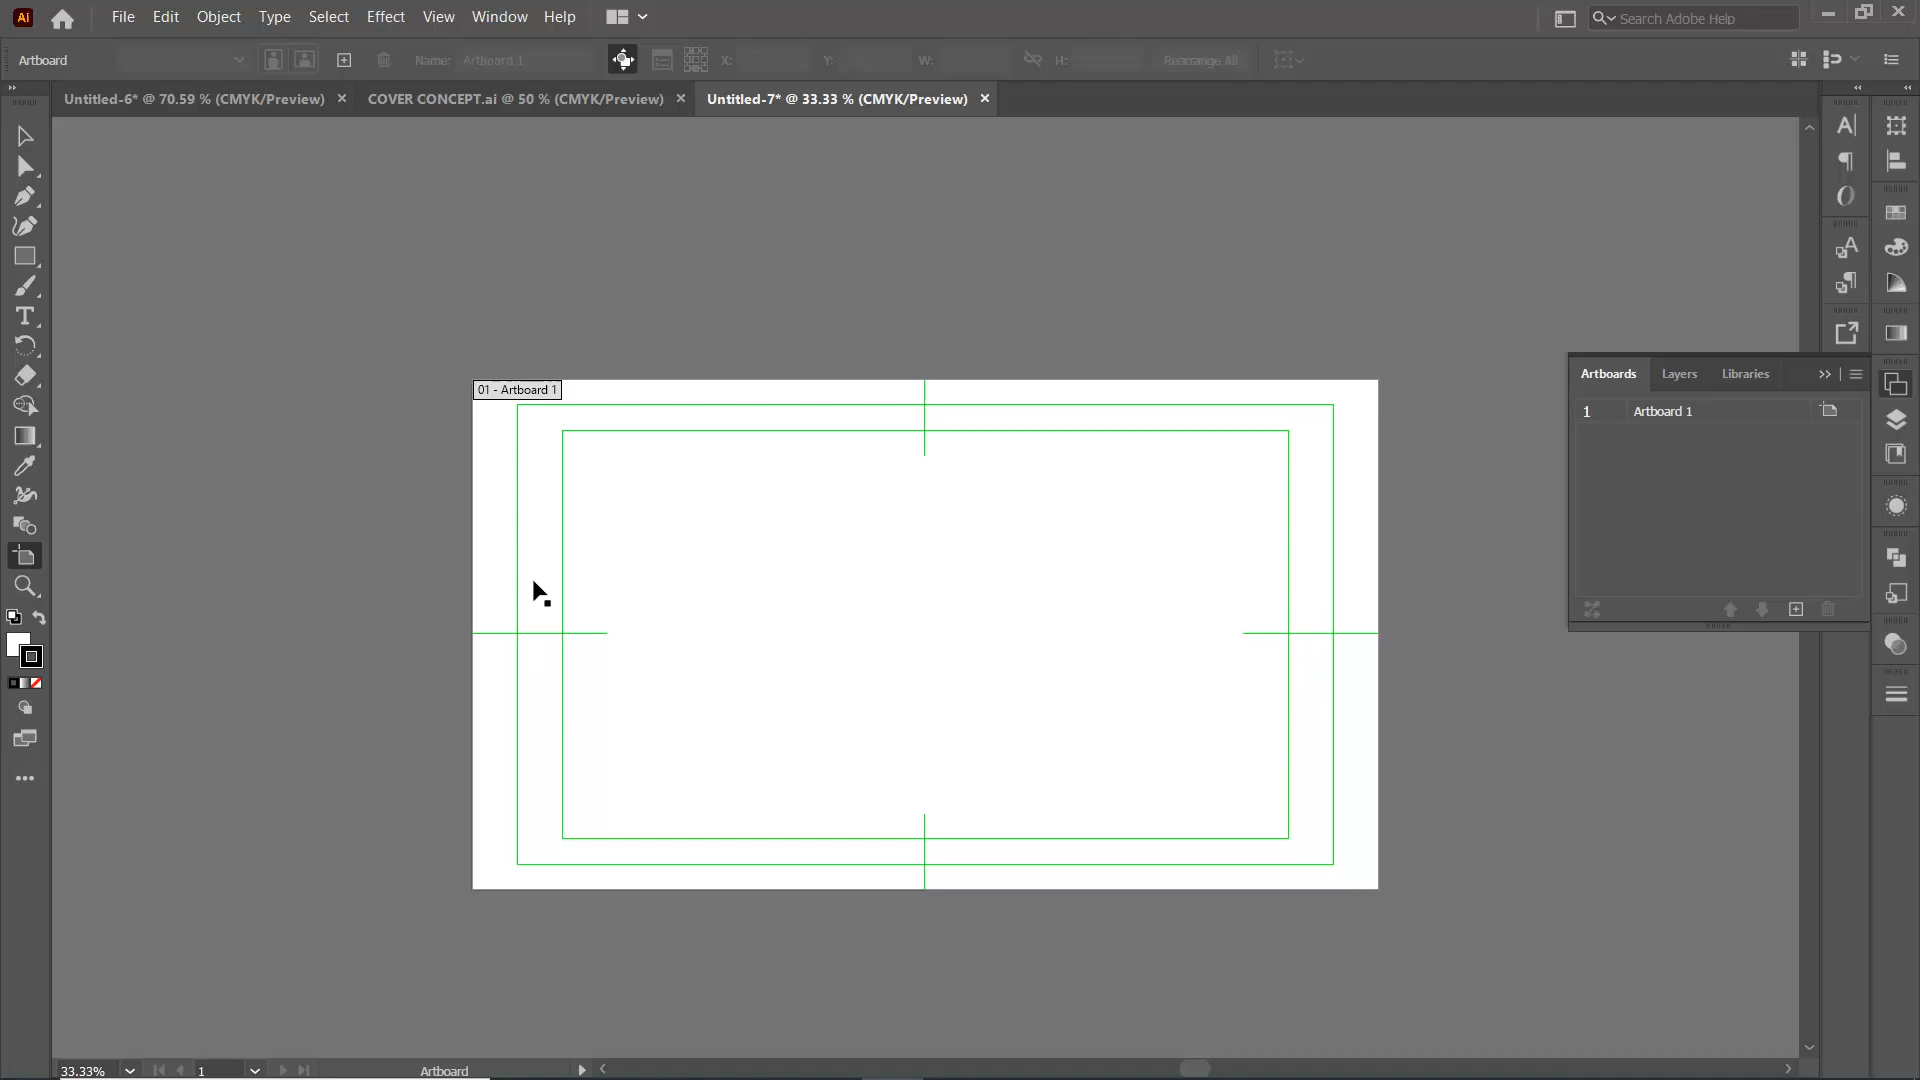 Ai File Edit Object Type Select Effect View Window Help Search Adobe Help
Artboard Name: Artboard 1 X: Y: W: H: Rearrange All
Untitled-6* @ 70.59 % (CMYK/Preview) COVER CONCEPT.ai @ 50 % (CMYK/Preview) Untitled-7* @ 33.33 % (CMYK/Preview)
01 - Artboard 1
Artboards Layers Libraries
1 Artboard 1
33.33% 1 Artboard